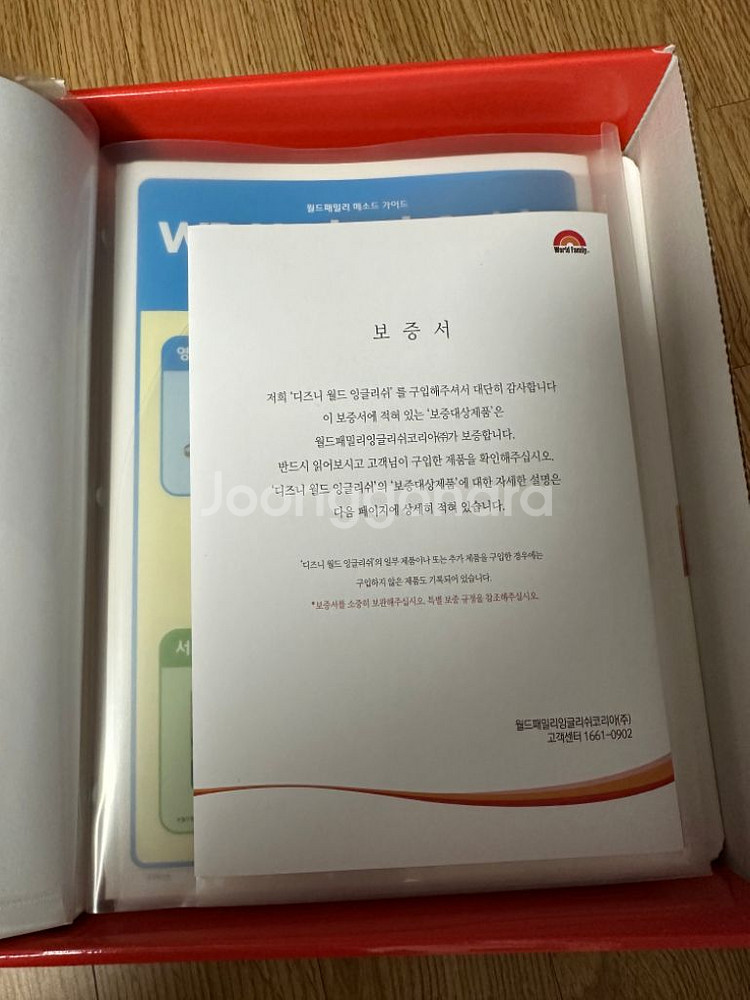 월드패밀리 메소드 가이드
World Family
보 증 서
저희 '디즈니 월드 잉글리쉬' 를 구입해주셔서 대단히 감사합니다
이 보증서에 적혀 있는 '보증대상제품'은
월드패밀리잉글리쉬코리아㈜가 보증합니다.
반드시 읽어보시고 고객님이 구입한 제품을 확인해주십시오.
'디즈니 월드 잉글리쉬'의 '보증대상제품'에 대한 자세한 설명은
다음 페이지에 상세히 적혀 있습니다.
Joonggonara
'디즈니 월드 잉글리쉬'의 일부 제품이나 또는 추가 제품을 구입한 경우에는
구입하지 않은 제품도 기록되어 있습니다.
*보증서를 소중히 보관해주십시오. 특별 보증 규정을 참조해주십시오.
월드패밀리잉글리쉬코리아(주)
고객센터 1661-0902